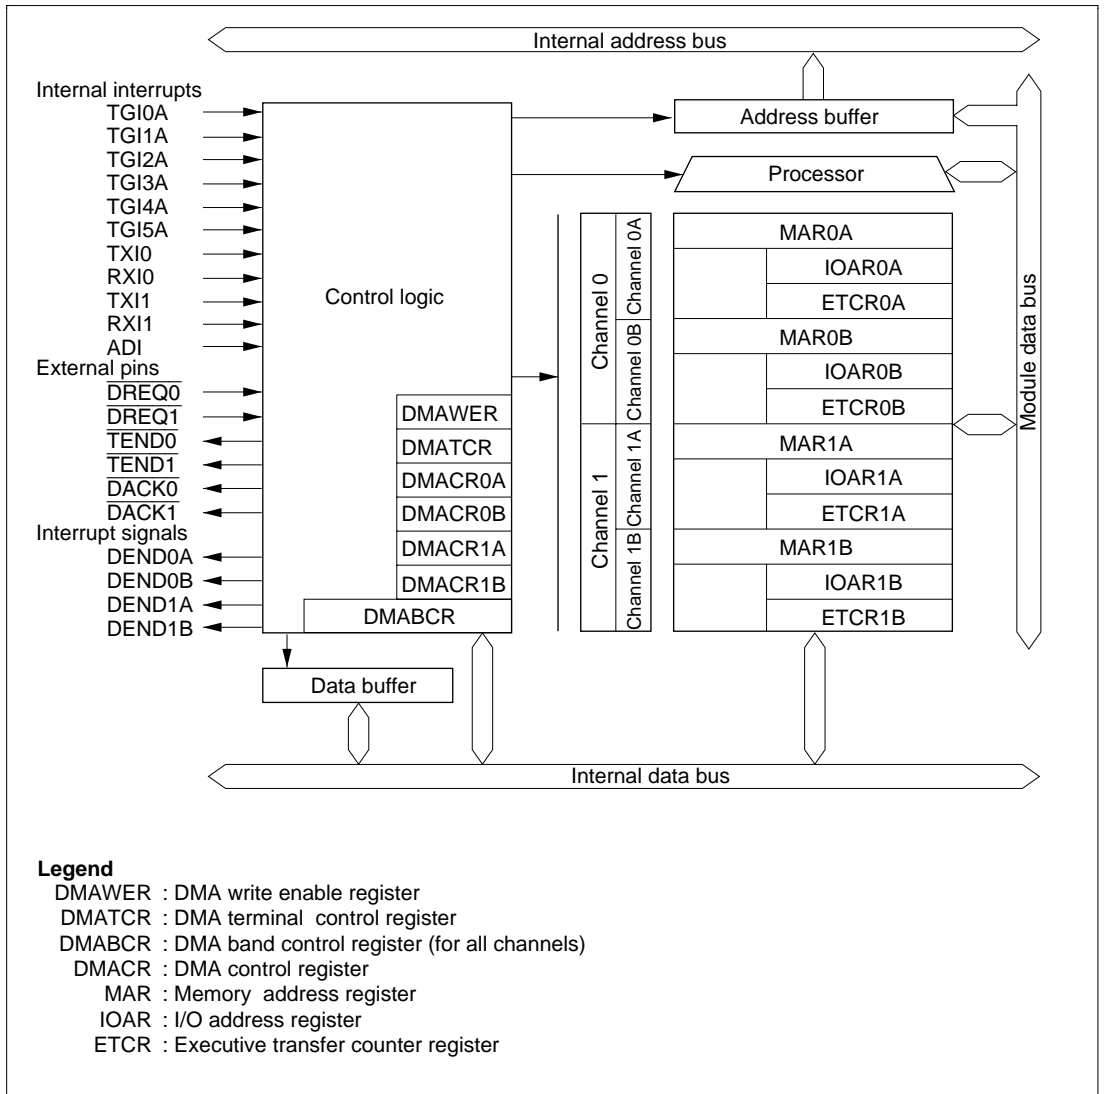 Internal address bus
Internal interrupts
TGI0A
TGI1A
TGI2A
TGI3A
TGI4A
TGI5A
TXI0
RXI0
TXI1
RXI1
ADI
External pins
DREQ0
DREQ1
TEND0
TEND1
DACK0
DACK1
Interrupt signals
DEND0A
DEND0B
DEND1A
DEND1B
Control logic
DMAWER
DMATCR
DMACR0A
DMACR0B
DMACR1A
DMACR1B
DMABCR
Data buffer
Address buffer
Processor
Channel 0
Channel 0A
Channel 0B
Channel 1
Channel 1A
Channel 1B
MAR0A
IOAR0A
ETCR0A
MAR0B
IOAR0B
ETCR0B
MAR1A
IOAR1A
ETCR1A
MAR1B
IOAR1B
ETCR1B
Module data bus
Internal data bus
Legend
DMAWER : DMA write enable register
DMATCR : DMA terminal control register
DMABCR : DMA band control register (for all channels)
DMACR : DMA control register
MAR : Memory address register
IOAR : I/O address register
ETCR : Executive transfer counter register